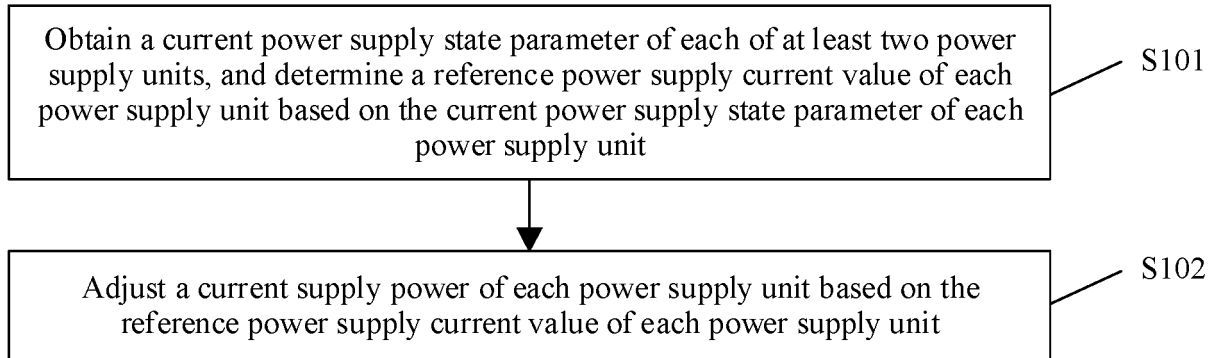 Obtain a current power supply state parameter of each of at least two power
supply units, and determine a reference power supply current value of each
power supply unit based on the current power supply state parameter of each
power supply unit
S101
Adjust a current supply power of each power supply unit based on the
reference power supply current value of each power supply unit
S102